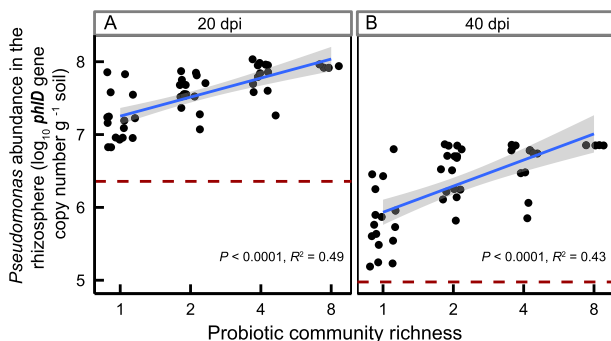 A 20 dpi
B 40 dpi
Pseudomonas abundance in the
rhizosphere (log10 phlD gene
copy number g -1 soil)
8
7
6
5
P < 0.0001, R2 = 0.49
P < 0.0001, R2 = 0.43
1 2 4 8
1 2 4 8
Probiotic community richness